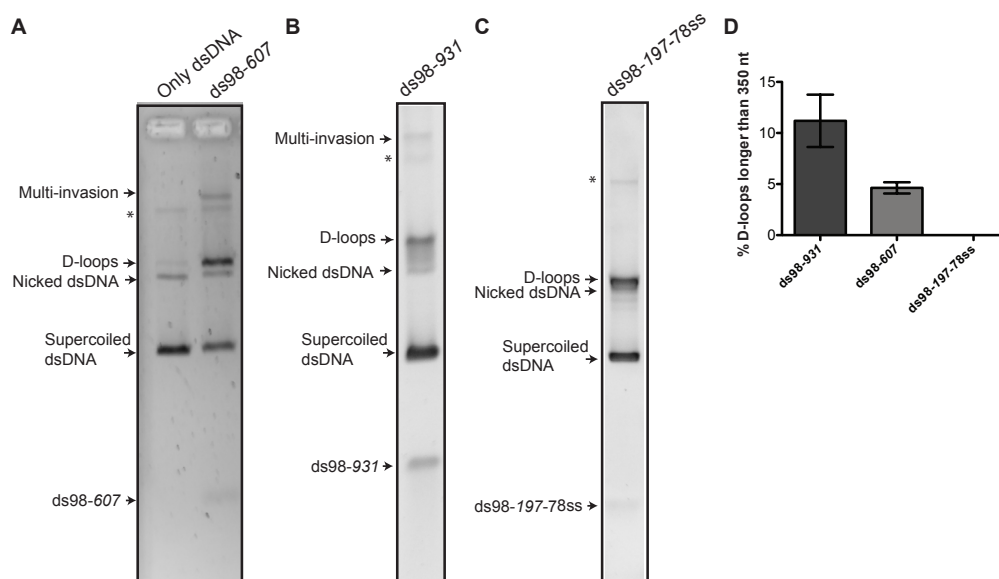 A
Only dsDNA
ds98-607
Multi-invasion
*
D-loops
Nicked dsDNA
Supercoiled
dsDNA
ds98-607
B
ds98-931
Multi-invasion
*
D-loops
Nicked dsDNA
Supercoiled
dsDNA
ds98-931
C
ds98-197-78ss
*
D-loops
Nicked dsDNA
Supercoiled
dsDNA
ds98-197-78ss
D
% D-loops longer than 350 nt
15
10
5
0
ds98-931
ds98-607
ds98-197-78ss